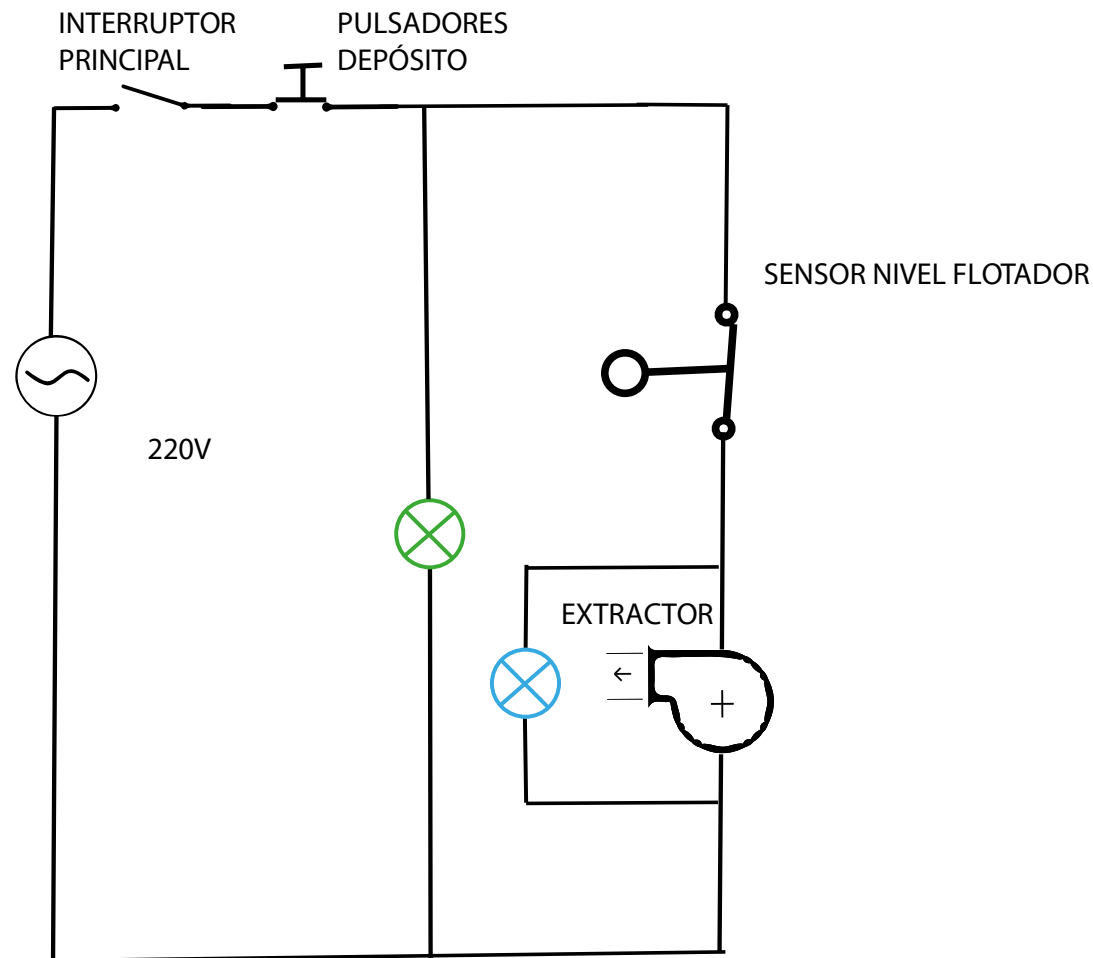 INTERRUPTOR
PRINCIPAL
PULSADORES
DEPÓSITO
SENSOR NIVEL FLOTADOR
220V
EXTRACTOR